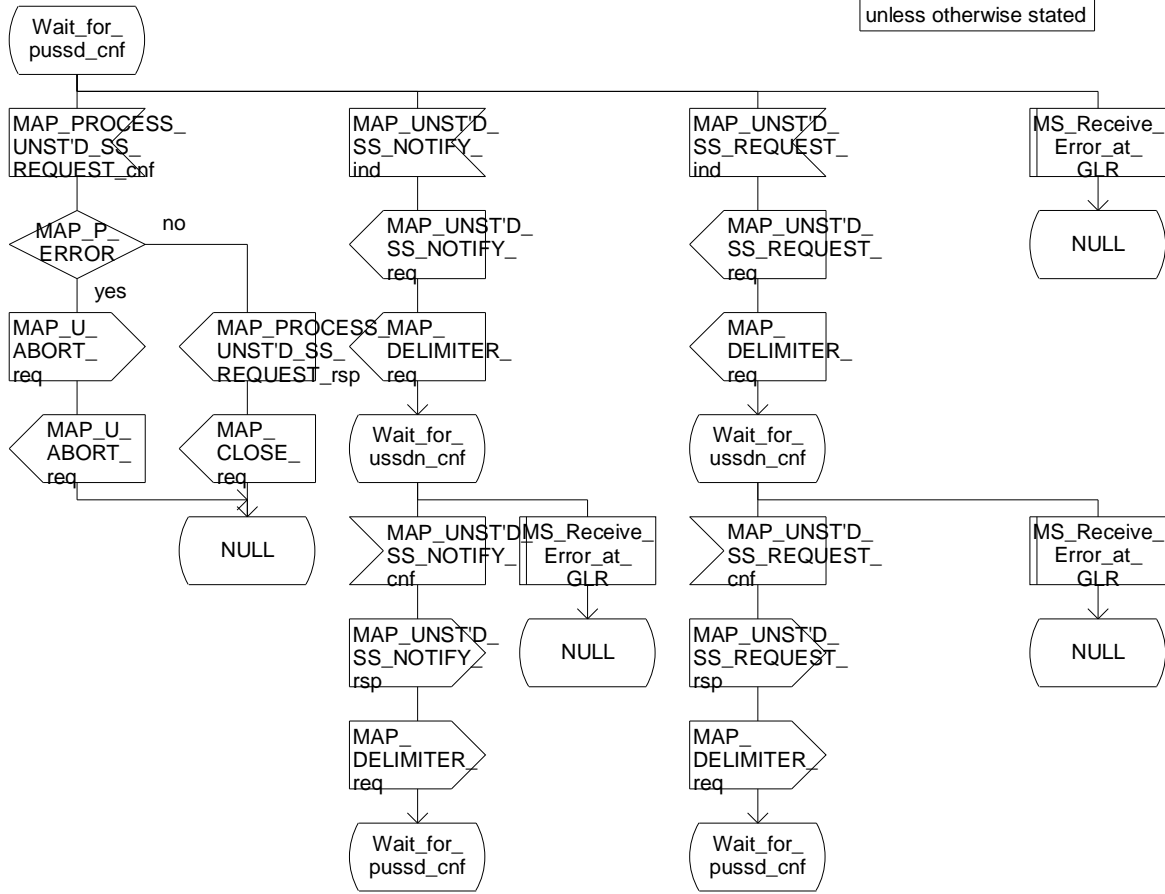 unless otherwise stated
Wait_for_
pussd_cnf
MAP_PROCESS_
UNST'D_SS_
REQUEST_cnf
MAP_UNST'D_
SS_NOTIFY_
ind
MAP_UNST'D_
SS_REQUEST_
ind
MS_Receive_
Error_at_
GLR
MAP_P_
ERROR
no
yes
MAP_UNST'D_
SS_NOTIFY_
req
MAP_UNST'D_
SS_REQUEST_
req
NULL
MAP_U_
ABORT_
req
MAP_PROCESS_
UNST'D_SS_
REQUEST_rsp
MAP_
DELIMITER_
req
MAP_
DELIMITER_
req
MAP_U_
ABORT_
req
MAP_
CLOSE_
req
Wait_for_
ussdn_cnf
Wait_for_
ussdn_cnf
NULL
MAP_UNST'D_
SS_NOTIFY_
cnf
MS_Receive_
Error_at_
GLR
MAP_UNST'D_
SS_REQUEST_
cnf
MS_Receive_
Error_at_
GLR
MAP_UNST'D_
SS_NOTIFY_
rsp
NULL
MAP_UNST'D_
SS_REQUEST_
rsp
NULL
MAP_
DELIMITER_
req
MAP_
DELIMITER_
req
Wait_for_
pussd_cnf
Wait_for_
pussd_cnf